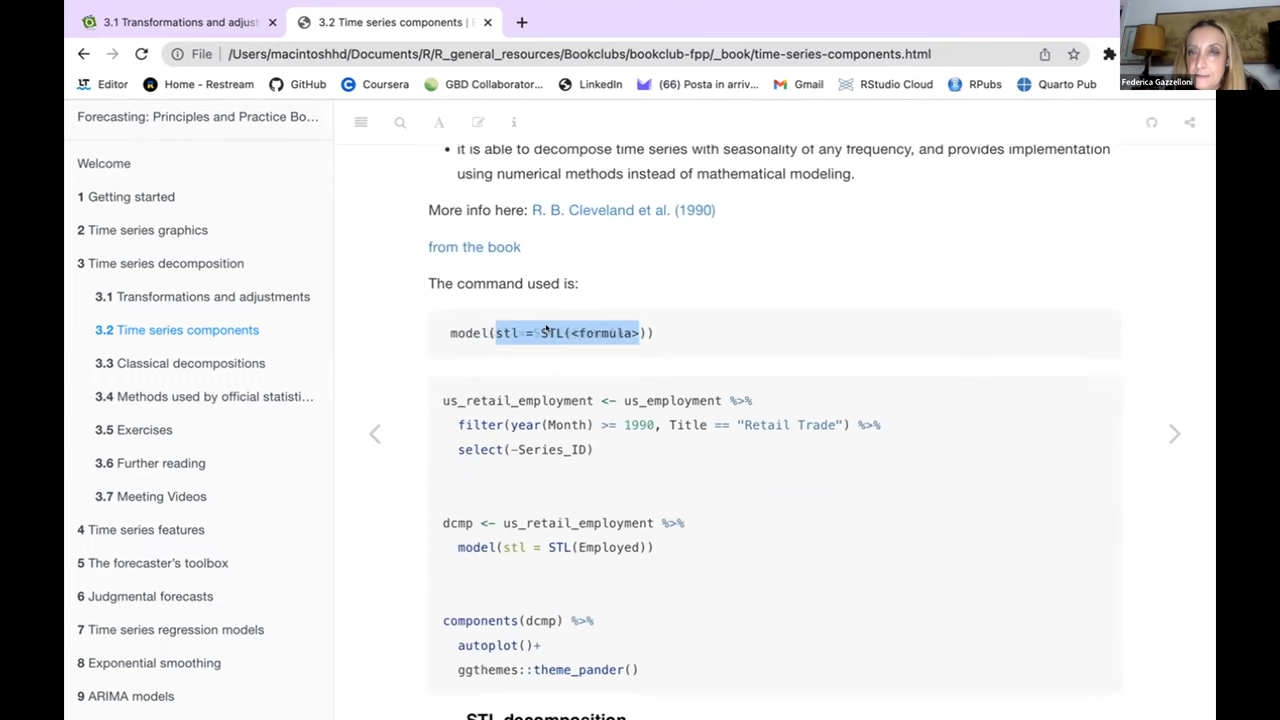 3.1 Transformations and adjust
3.2 Time series components |
Federica Gazzelloni
File
/Users/macintoshhd/Documents/R/R_general_resources/Bookclubs/bookclub-fpp/_book/time-series-components.html
Editor
Home - Restream
GitHub
Coursera
GBD Collaborator...
LinkedIn
(66) Posta in arriv...
Gmail
RStudio Cloud
RPubs
Quarto Pub
Forecasting: Principles and Practice Bo...
Welcome
1 Getting started
2 Time series graphics
3 Time series decomposition
3.1 Transformations and adjustments
3.2 Time series components
3.3 Classical decompositions
3.4 Methods used by official statisti...
3.5 Exercises
3.6 Further reading
3.7 Meeting Videos
4 Time series features
5 The forecaster's toolbox
6 Judgmental forecasts
7 Time series regression models
8 Exponential smoothing
9 ARIMA models
• it is able to decompose time series with seasonality of any frequency, and provides implementation
using numerical methods instead of mathematical modeling.
More info here: R. B. Cleveland et al. (1990)
from the book
The command used is:
model(stl = STL(<formula>))
us_retail_employment <- us_employment %>%
filter(year(Month) >= 1990, Title == "Retail Trade") %>%
select(-Series_ID)
dcmp <- us_retail_employment %>%
model(stl = STL(Employed))
components(dcmp) %>%
autoplot()+
ggthemes::theme_pander()
STL decomposition